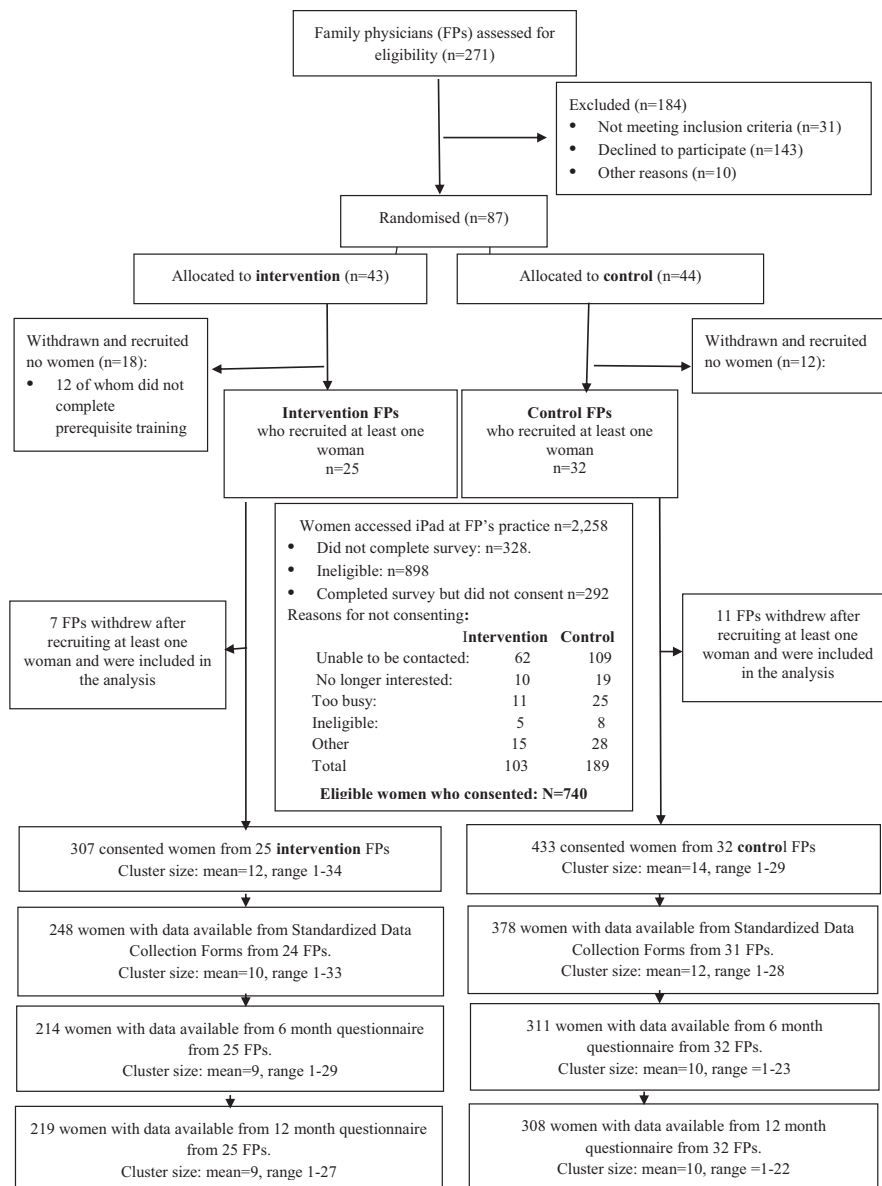 Family physicians (FPs) assessed for
eligibility (n=271)
Excluded (n=184)
• Not meeting inclusion criteria (n=31)
• Declined to participate (n=143)
• Other reasons (n=10)
Randomised (n=87)
Allocated to intervention (n=43)
Allocated to control (n=44)
Withdrawn and recruited
no women (n=18):
• 12 of whom did not
complete
prerequisite training
Withdrawn and recruited
no women (n=12):
Intervention FPs
who recruited at least one
woman
n=25
Control FPs
who recruited at least one
woman
n=32
Women accessed iPad at FP's practice n=2,258
• Did not complete survey: n=328.
• Ineligible: n=898
• Completed survey but did not consent n=292
Reasons for not consenting:
Intervention Control
Unable to be contacted: 62 109
No longer interested: 10 19
Too busy: 11 25
Ineligible: 5 8
Other 15 28
Total 103 189
Eligible women who consented: N=740
7 FPs withdrew after
recruiting at least one
woman and were included in
the analysis
11 FPs withdrew after
recruiting at least one
woman and were included
in the analysis
307 consented women from 25 intervention FPs
Cluster size: mean=12, range 1-34
433 consented women from 32 control FPs
Cluster size: mean=14, range 1-29
248 women with data available from Standardized Data
Collection Forms from 24 FPs.
Cluster size: mean=10, range 1-33
378 women with data available from Standardized Data
Collection Forms from 31 FPs.
Cluster size: mean=12, range 1-28
214 women with data available from 6 month questionnaire
from 25 FPs.
Cluster size: mean=9, range 1-29
311 women with data available from 6 month
questionnaire from 32 FPs.
Cluster size: mean=10, range =1-23
219 women with data available from 12 month questionnaire
from 25 FPs.
Cluster size: mean=9, range 1-27
308 women with data available from 12 month
questionnaire from 32 FPs.
Cluster size: mean=10, range =1-22